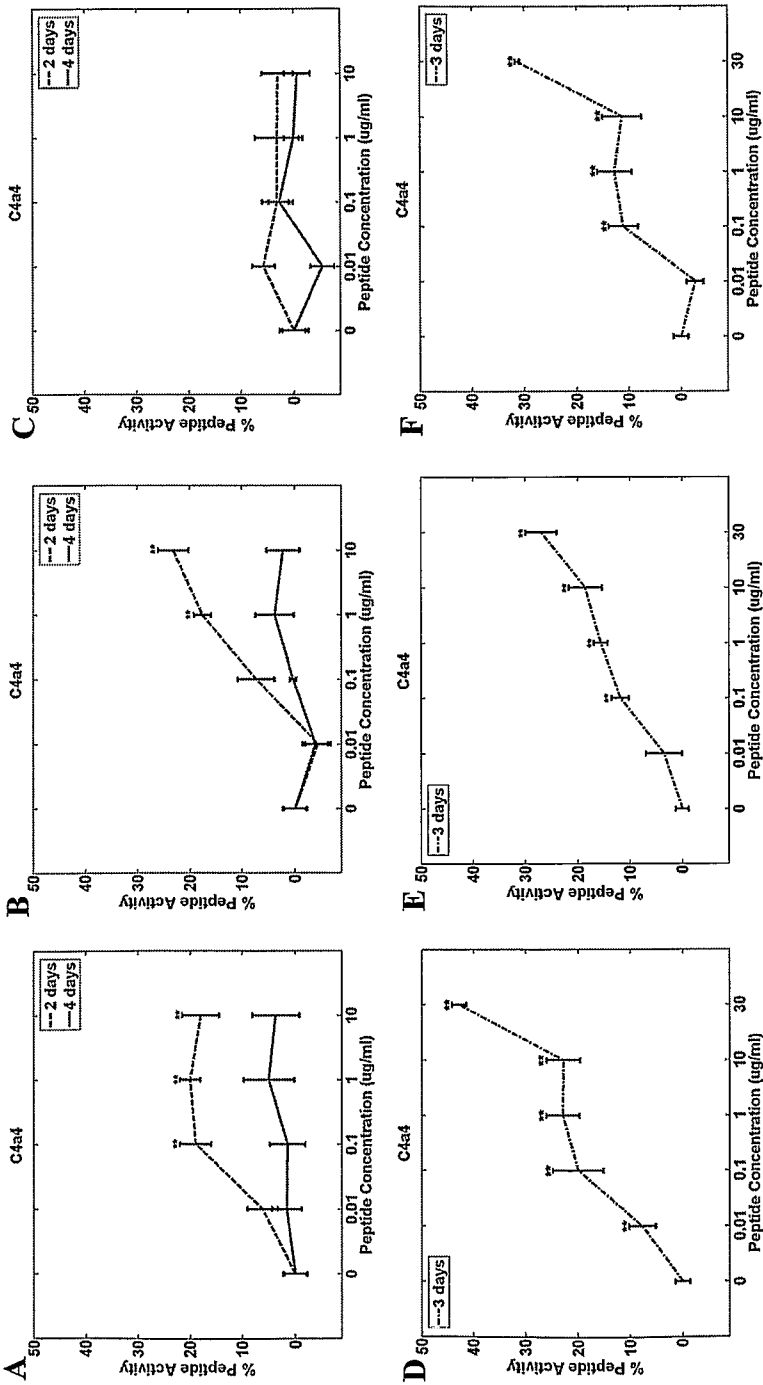 A
C4a4
--2 days
—4 days
50
40
30
20
10
0
% Peptide Activity
**
**
**
0
0.01
0.1
1
10
Peptide Concentration (ug/ml)
B
C4a4
--2 days
—4 days
50
40
30
20
10
0
% Peptide Activity
**
**
0
0.01
0.1
1
10
Peptide Concentration (ug/ml)
C
C4a4
--2 days
—4 days
50
40
30
20
10
0
% Peptide Activity
0
0.01
0.1
1
10
Peptide Concentration (ug/ml)
D
C4a4
---3 days
50
40
30
20
10
0
% Peptide Activity
**
**
**
**
**
0
0.01
0.1
1
10
30
Peptide Concentration (ug/ml)
E
C4a4
---3 days
50
40
30
20
10
0
% Peptide Activity
**
**
**
**
0
0.01
0.1
1
10
30
Peptide Concentration (ug/ml)
F
C4a4
---3 days
50
40
30
20
10
0
% Peptide Activity
**
**
**
**
0
0.01
0.1
1
10
30
Peptide Concentration (ug/ml)